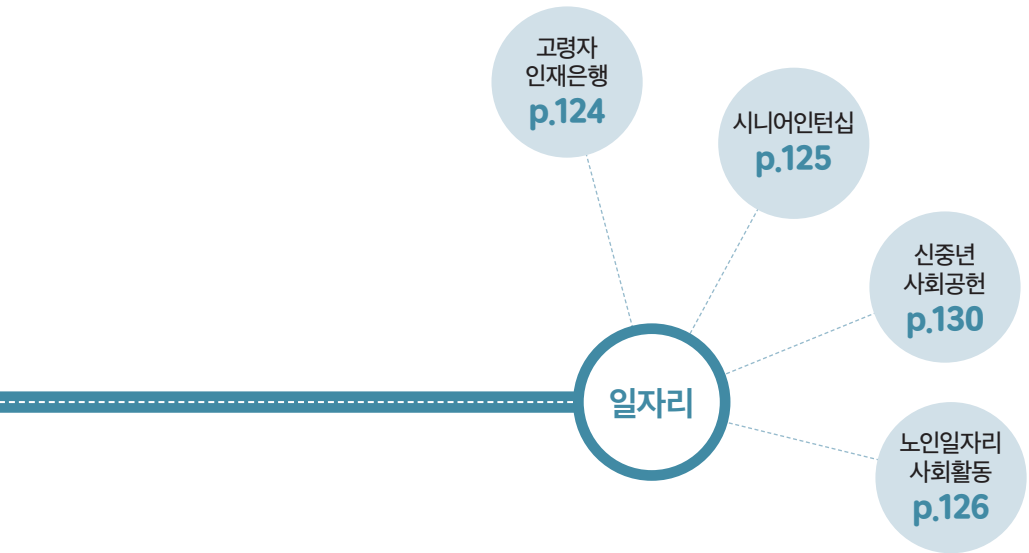 고령자
인재은행
p.124
시니어인턴십
p.125
신중년
사회공헌
p.130
일자리
노인일자리
사회활동
p.126